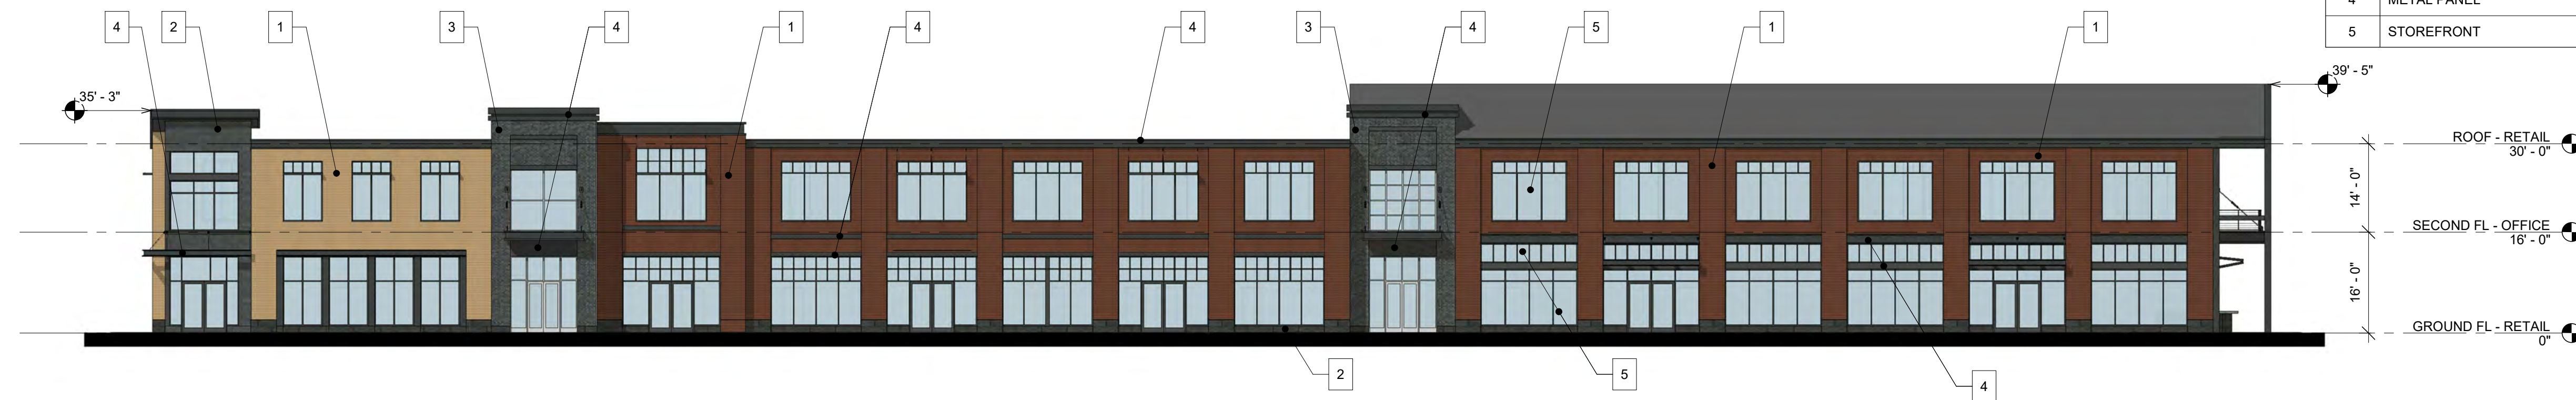 4 2 1 3 4 1 4 4 3 4 5 1 1
4 METAL PANEL
5 STOREFRONT
35' - 3"
39' - 5"
ROOF - RETAIL
30' - 0"
14' - 0"
SECOND FL - OFFICE
16' - 0"
16' - 0"
GROUND FL - RETAIL
0"
2 5 4